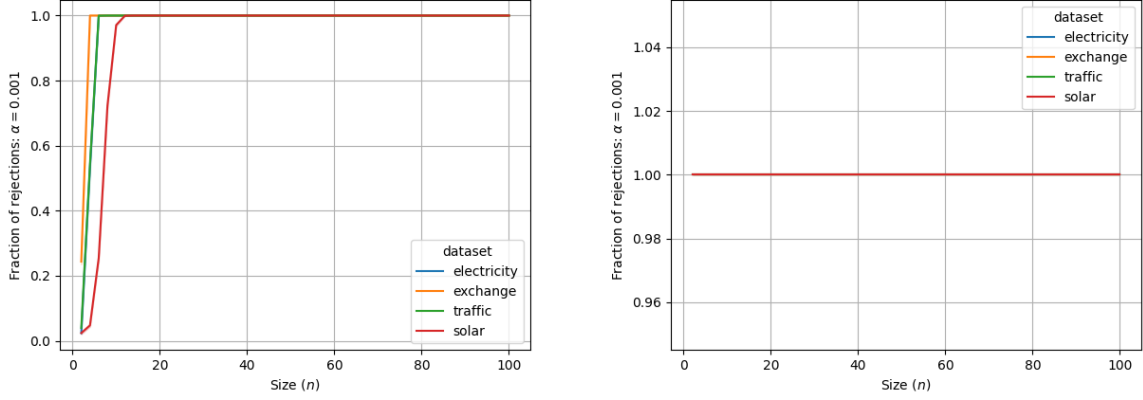 1.0
0.8
0.6
0.4
0.2
0.0
Fraction of rejections: α = 0.001
0 20 40 60 80 100
Size (n)
dataset
electricity
exchange
traffic
solar
1.04
1.02
1.00
0.98
0.96
Fraction of rejections: α = 0.001
0 20 40 60 80 100
Size (n)
dataset
electricity
exchange
traffic
solar